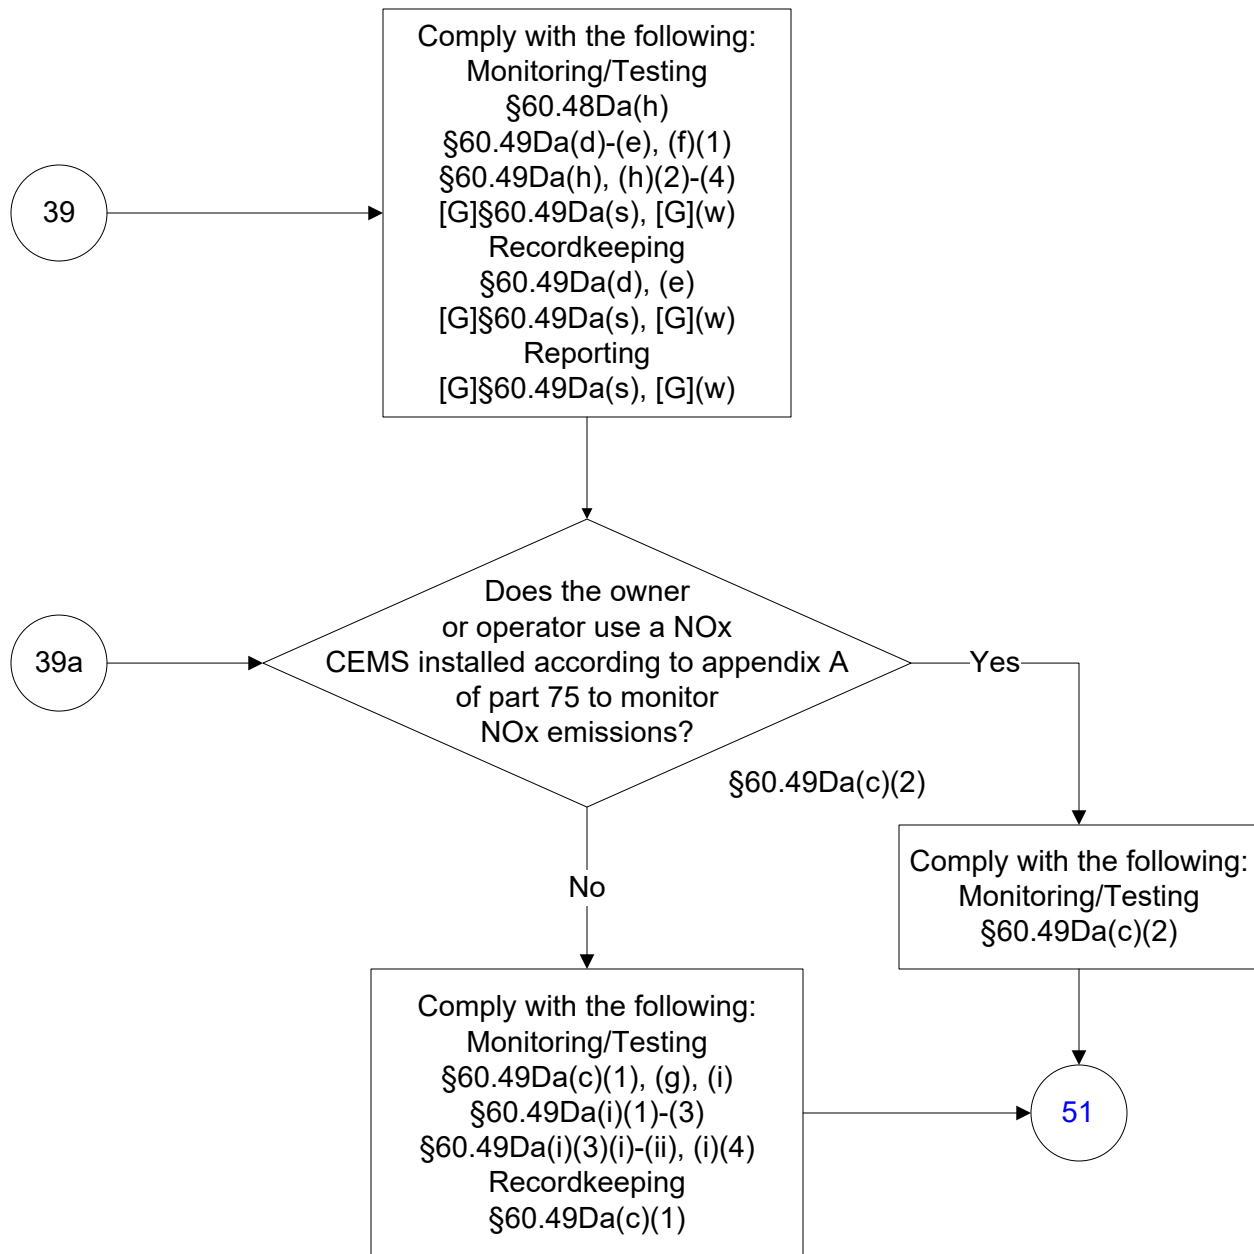 Comply with the following:
Monitoring/Testing
§60.48Da(h)
§60.49Da(d)-(e), (f)(1)
§60.49Da(h), (h)(2)-(4)
[G]§60.49Da(s), [G](w)
Recordkeeping
§60.49Da(d), (e)
[G]§60.49Da(s), [G](w)
Reporting
[G]§60.49Da(s), [G](w)
39
Does the owner
or operator use a NOx
CEMS installed according to appendix A
of part 75 to monitor
NOx emissions?
39a
Yes
§60.49Da(c)(2)
No
Comply with the following:
Monitoring/Testing
§60.49Da(c)(2)
Comply with the following:
Monitoring/Testing
§60.49Da(c)(1), (g), (i)
§60.49Da(i)(1)-(3)
§60.49Da(i)(3)(i)-(ii), (i)(4)
Recordkeeping
§60.49Da(c)(1)
51